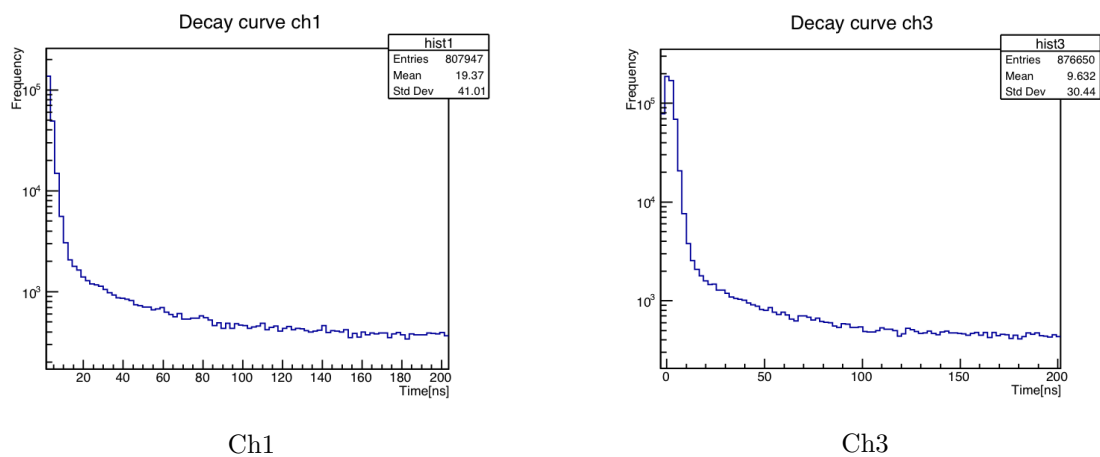 Decay curve ch1
hist1
Entries 807947
Mean 19.37
Std Dev 41.01
Frequency
10^5
10^4
10^3
20 40 60 80 100 120 140 160 180 200
Time[ns]
Ch1
Decay curve ch3
hist3
Entries 876650
Mean 9.632
Std Dev 30.44
Frequency
10^5
10^4
10^3
0 50 100 150 200
Time[ns]
Ch3